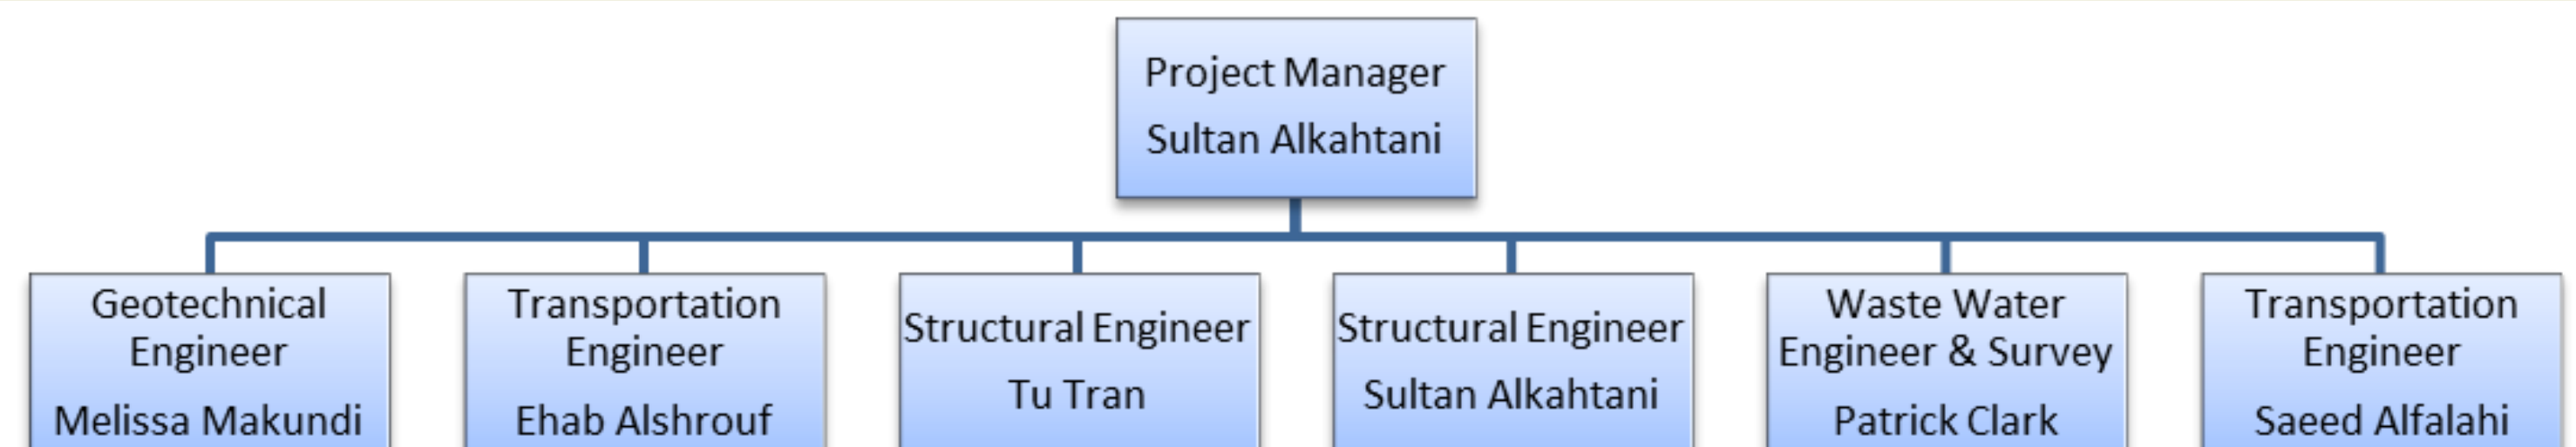 Project Manager
Sultan Alkahtani
Geotechnical
Engineer
Melissa Makundi
Transportation
Engineer
Ehab Alshrouf
Structural Engineer
Tu Tran
Structural Engineer
Sultan Alkahtani
Waste Water
Engineer & Survey
Patrick Clark
Transportation
Engineer
Saeed Alfalahi